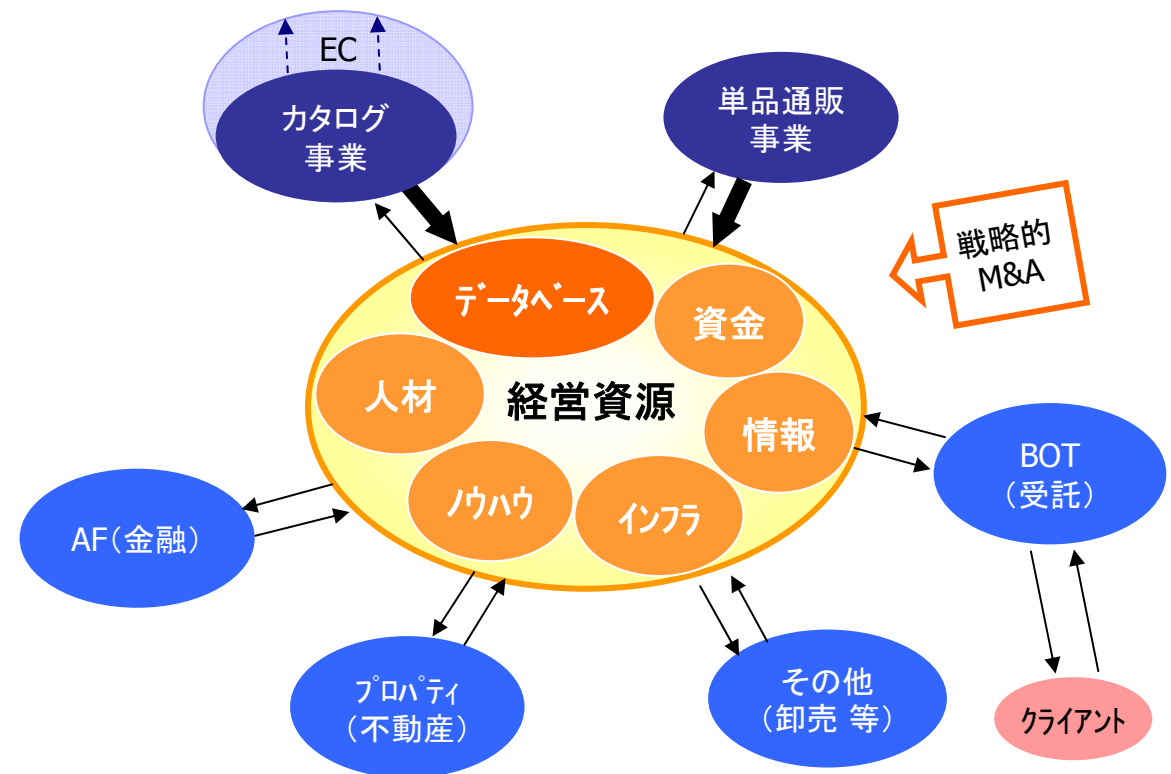 EC
カタログ
事業
単品通販
事業
戦略的
M&A
ﾃﾞｰﾀﾍﾞｰｽ
資金
人材
経営資源
情報
ﾉｳﾊｳ
ｲﾝﾌﾗ
BOT
（受託）
AF（金融）
ﾌﾟﾛﾊﾟﾃｨ
（不動産）
その他
（卸売 等）
ｸﾗｲｱﾝﾄ